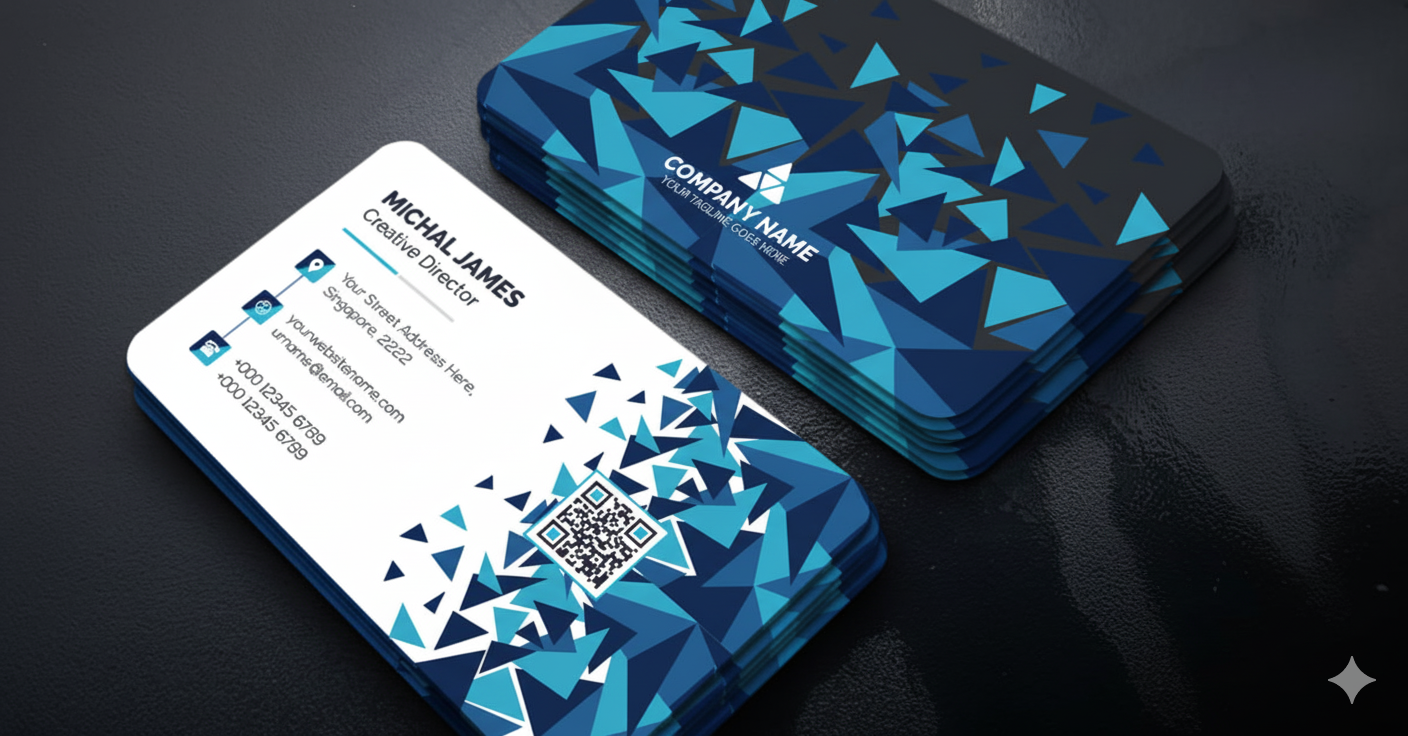 MICHAL JAMES
Creative Director
Your Street Address Here,
Singapore, 2222
yourwebsitename.com
urname@email.com
+000 12345 6789
+000 12345 6789
COMPANY NAME
YOUR TAGLINE GOES